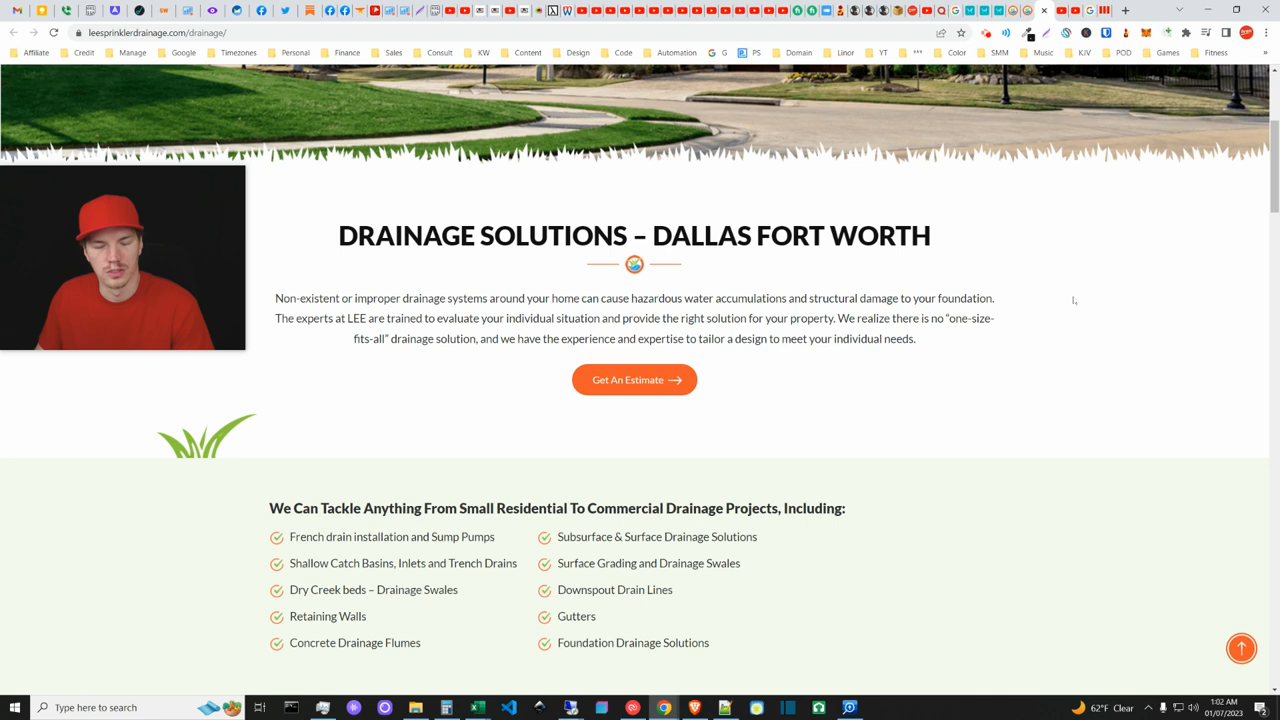 leesprinklerdrainage.com/drainage/
Affiliate
Credit
Manage
Google
Timezones
Personal
Finance
Sales
Consult
KW
Content
Design
Code
Automation
G
PS
Domain
Linor
YT
***
Color
SMM
Music
KJV
POD
Games
Fitness
»
DRAINAGE SOLUTIONS – DALLAS FORT WORTH
Non-existent or improper drainage systems around your home can cause hazardous water accumulations and structural damage to your foundation.
The experts at LEE are trained to evaluate your individual situation and provide the right solution for your property. We realize there is no “one-size-
fits-all” drainage solution, and we have the experience and expertise to tailor a design to meet your individual needs.
Get An Estimate
We Can Tackle Anything From Small Residential To Commercial Drainage Projects, Including:
French drain installation and Sump Pumps
Subsurface & Surface Drainage Solutions
Shallow Catch Basins, Inlets and Trench Drains
Surface Grading and Drainage Swales
Dry Creek beds – Drainage Swales
Downspout Drain Lines
Retaining Walls
Gutters
Concrete Drainage Flumes
Foundation Drainage Solutions
Type here to search
62°F Clear
1:02 AM
01/07/2023